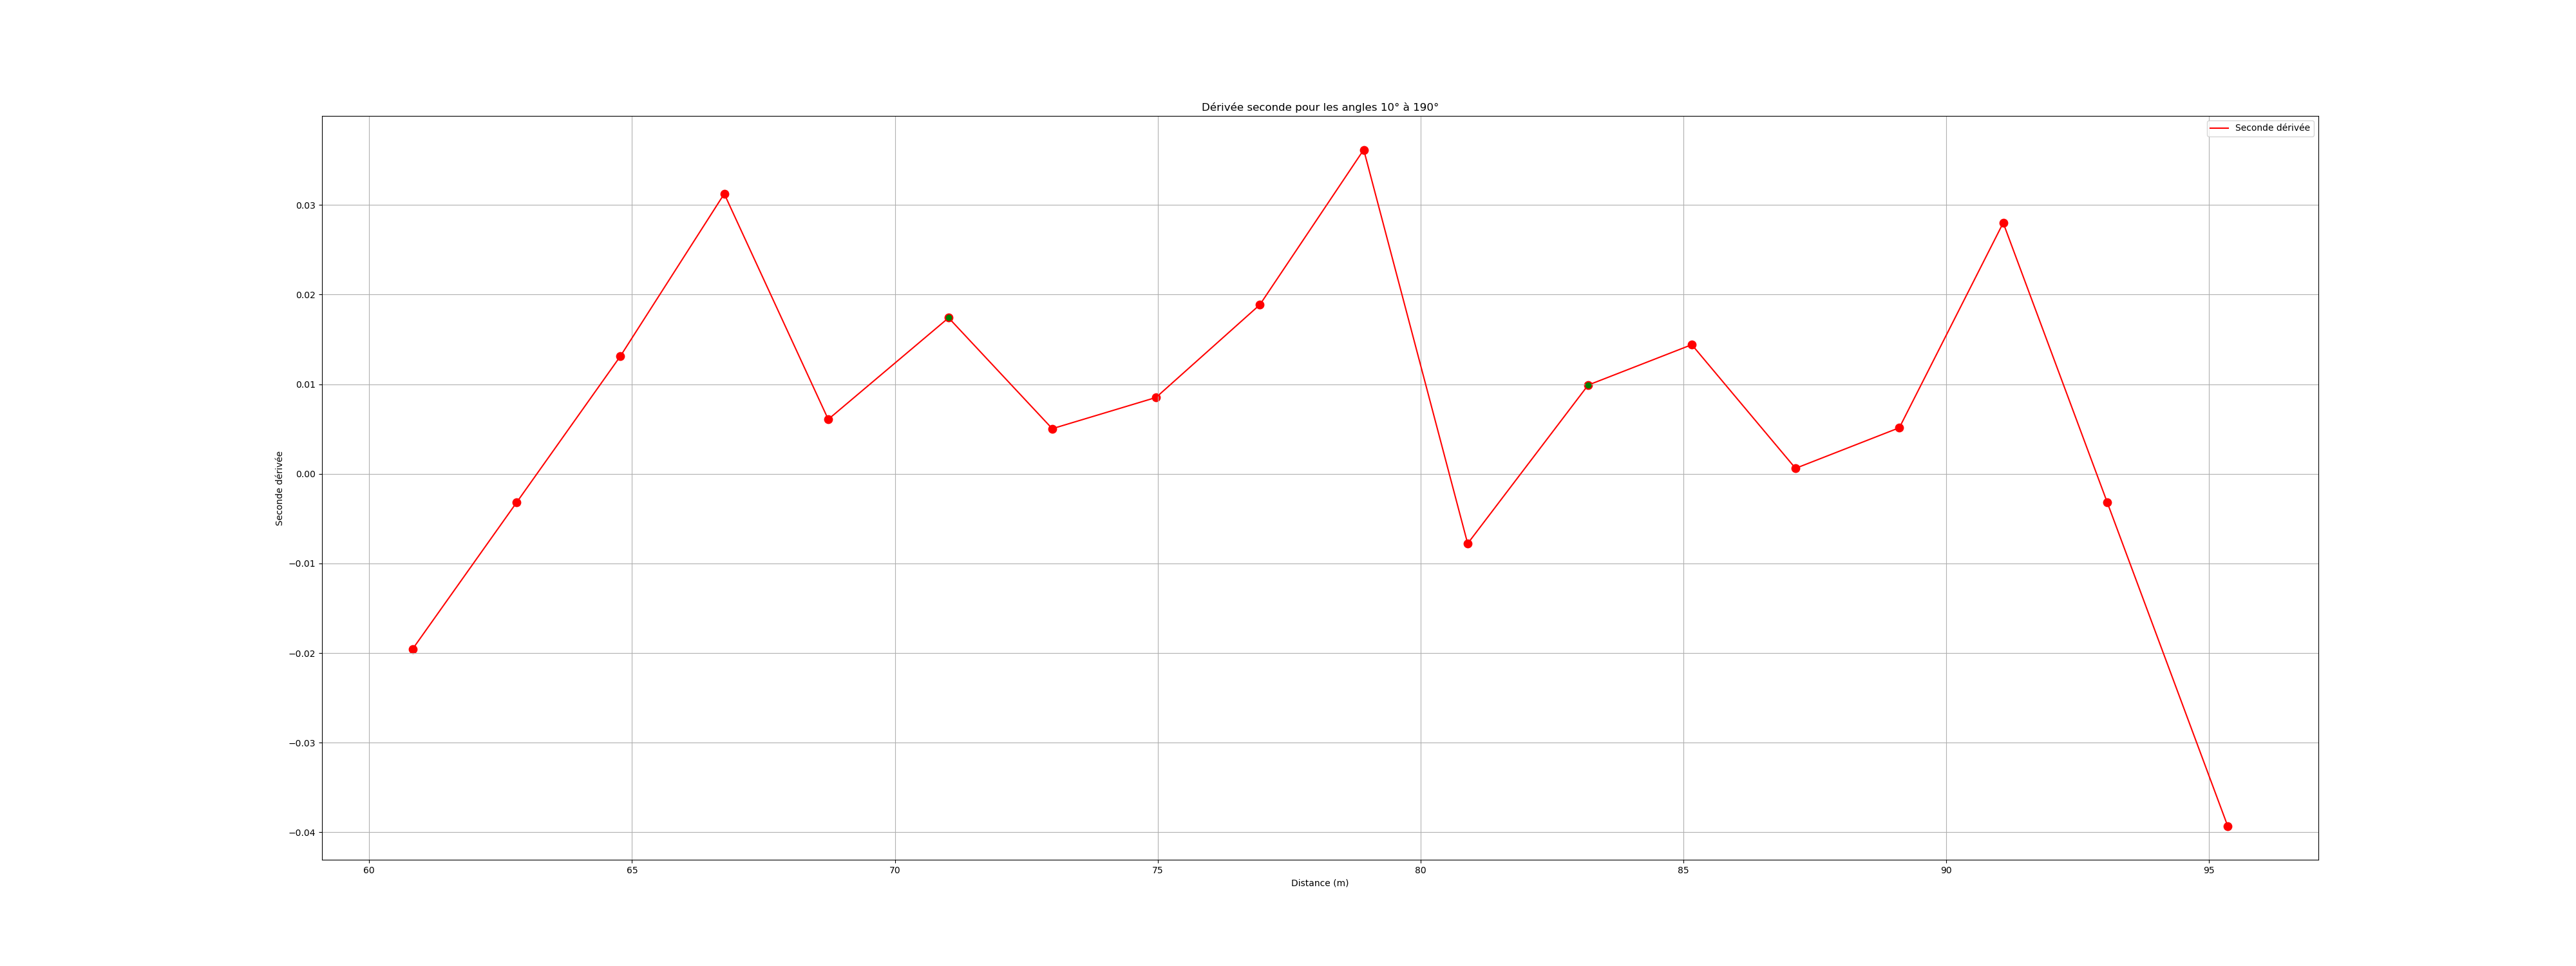 Dérivée seconde pour les angles 10° à 190°
Seconde dérivée
0.03
0.02
0.01
0.00
−0.01
−0.02
−0.03
−0.04
Seconde dérivée
60 65 70 75 80 85 90 95
Distance (m)